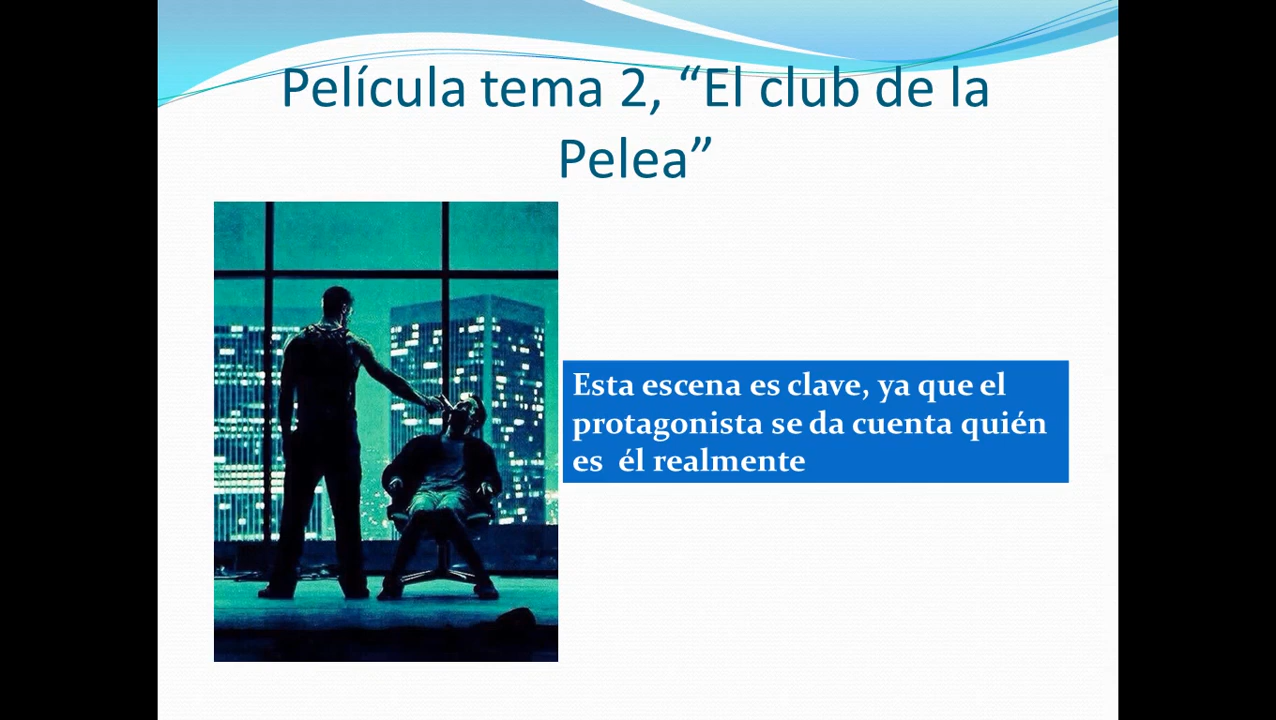 Película tema 2, “El club de la
Pelea”
Esta escena es clave, ya que el
protagonista se da cuenta quién
es  él realmente